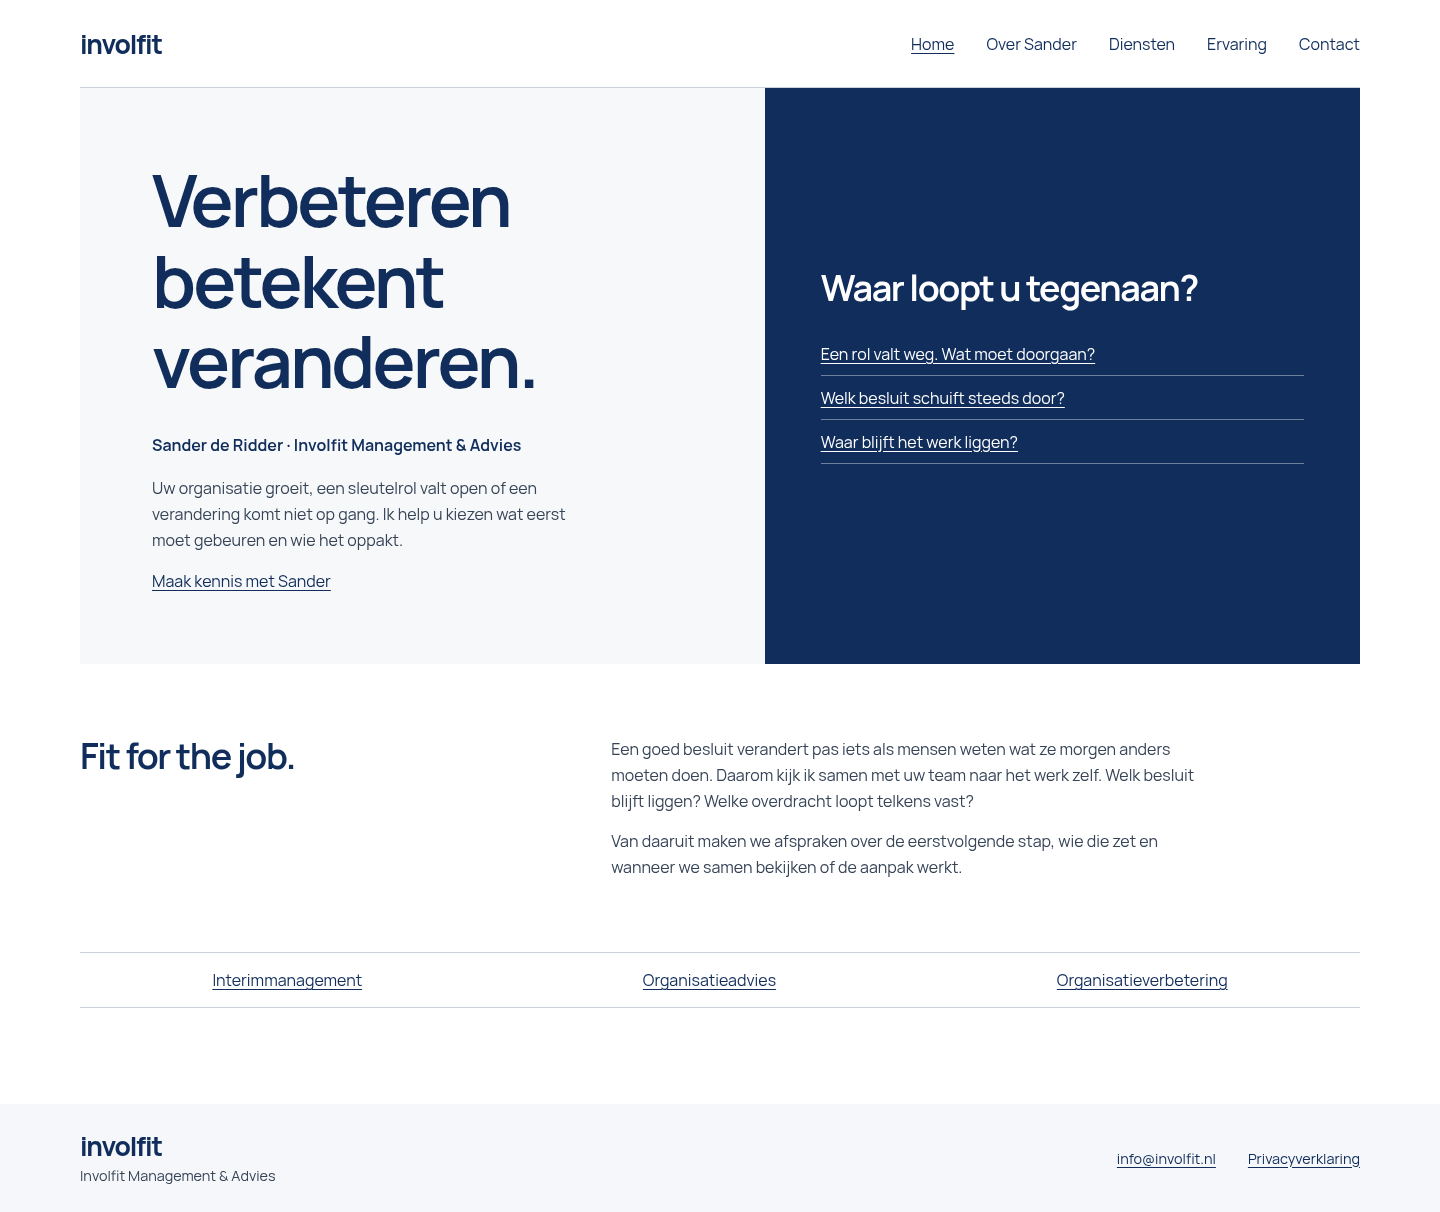 involfit
Home Over Sander Diensten Ervaring Contact
Verbeteren
betekent
veranderen.
Sander de Ridder · Involfit Management & Advies
Uw organisatie groeit, een sleutelrol valt open of een
verandering komt niet op gang. Ik help u kiezen wat eerst
moet gebeuren en wie het oppakt.
Maak kennis met Sander
Waar loopt u tegenaan?
Een rol valt weg. Wat moet doorgaan?
Welk besluit schuift steeds door?
Waar blijft het werk liggen?
Fit for the job.
Een goed besluit verandert pas iets als mensen weten wat ze morgen anders
moeten doen. Daarom kijk ik samen met uw team naar het werk zelf. Welk besluit
blijft liggen? Welke overdracht loopt telkens vast?
Van daaruit maken we afspraken over de eerstvolgende stap, wie die zet en
wanneer we samen bekijken of de aanpak werkt.
Interimmanagement Organisatieadvies Organisatieverbetering
involfit
Involfit Management & Advies
info@involfit.nl Privacyverklaring